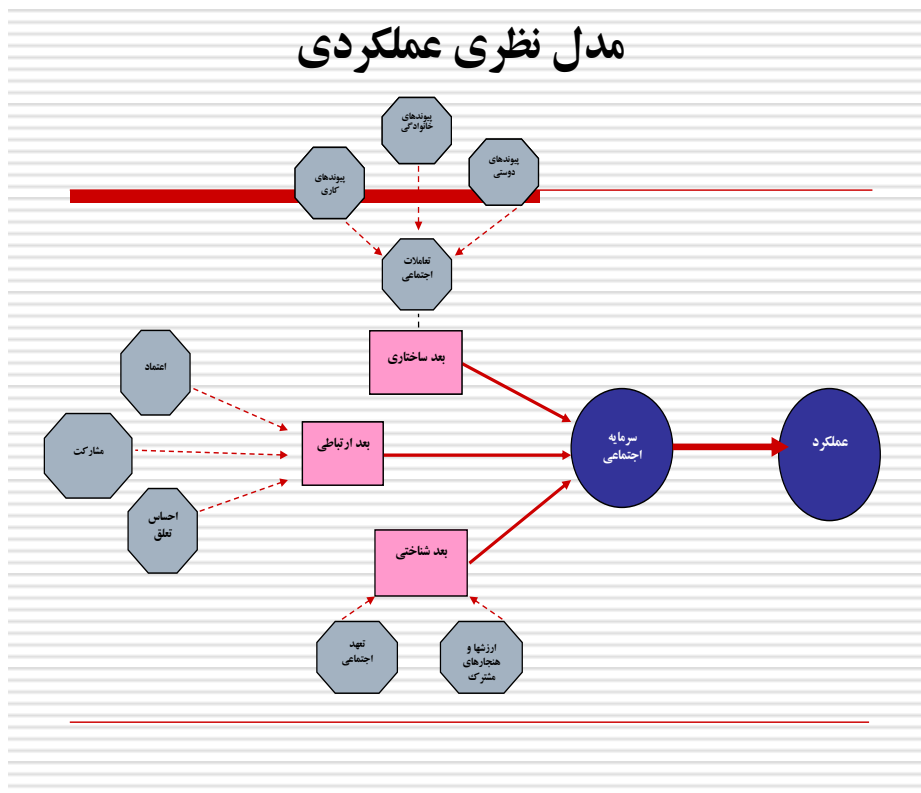 مدل نظری عملکردی
پیوندهای
خانوادگی
پیوندهای
دوستی
پیوندهای
کاری
تعاملات
اجتماعی
بعد ساختاری
اعتماد
بعد ارتباطی
مشارکت
سرمایه
اجتماعی
عملکرد
احساس
تعلق
بعد شناختی
تعهد
اجتماعی
ارزشها و
هنجارهای
مشترک